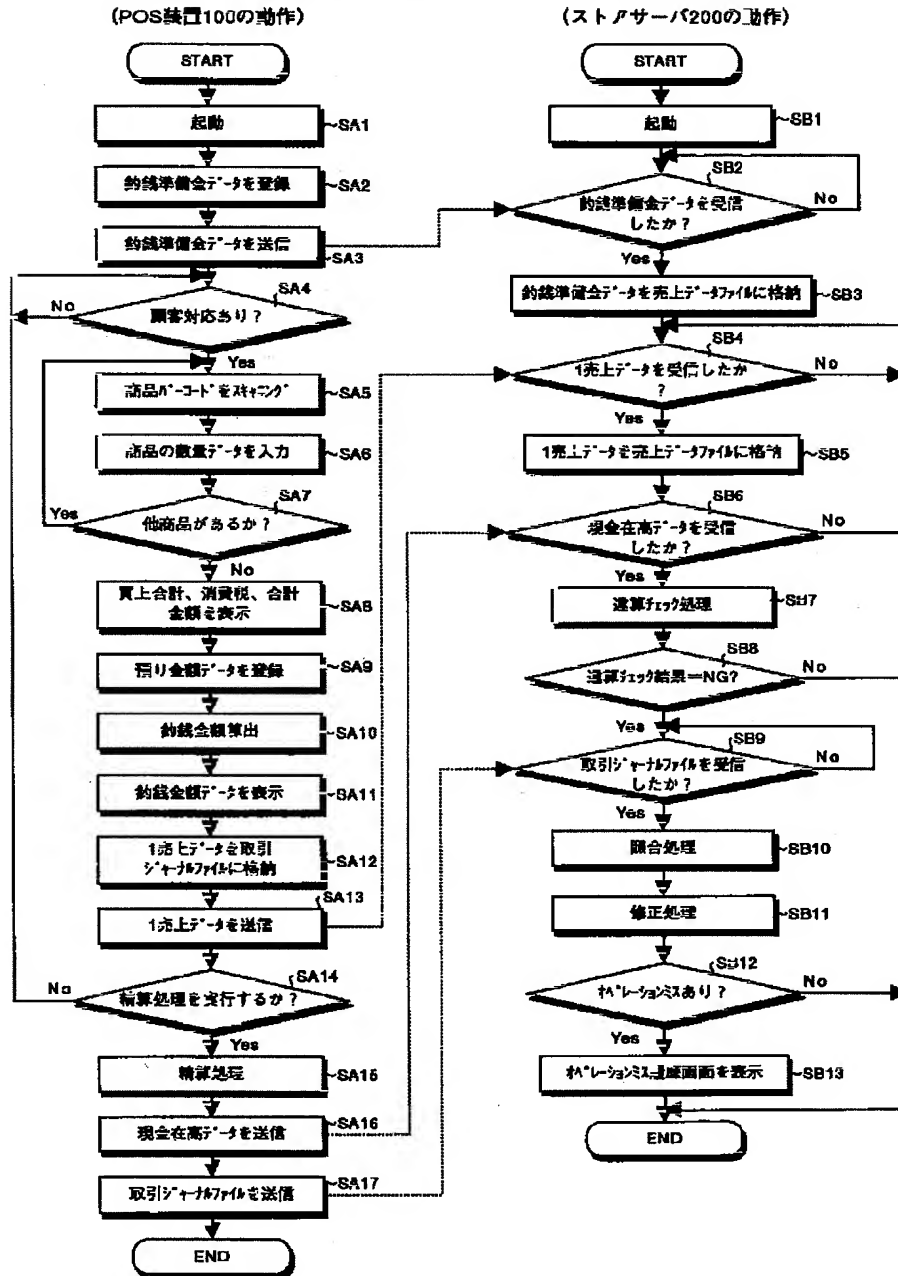 (POS装置100の動作)
START
起動
SA1
釣銭準備金データを登録
SA2
釣銭準備金データを送信
SA3
SA4
No
顧客対応あり？
Yes
商品バーコードをスキャニング
SA5
商品の数量データを入力
SA6
SA7
Yes
他商品があるか？
No
買上合計、消費税、合計
金額を表示
SA8
預り金額データを登録
SA9
釣銭金額算出
SA10
釣銭金額データを表示
SA11
1売上データを取引
ジャーナルファイルに格納
SA12
SA13
1売上データを送信
SA14
No
精算処理を実行するか？
Yes
精算処理
SA15
現金在高データを送信
SA16
SA17
取引ジャーナルファイルを送信
END
(ストアサーバ200の動作)
START
起動
SB1
SB2
No
釣銭準備金データを受信
したか？
Yes
釣銭準備金データを売上データファイルに格納
SB3
SB4
1売上データを受信したか
？
No
Yes
1売上データを売上データファイルに格納
SB5
SB6
現金在高データを受信
したか？
No
Yes
違算チェック処理
SB7
SB8
違算チェック結果＝NG?
No
Yes
SB9
取引ジャーナルファイルを受信
したか？
No
Yes
照合処理
SB10
修正処理
SB11
SB12
オペレーションミスあり？
No
Yes
オペレーションミス 画面を表示
SB13
END